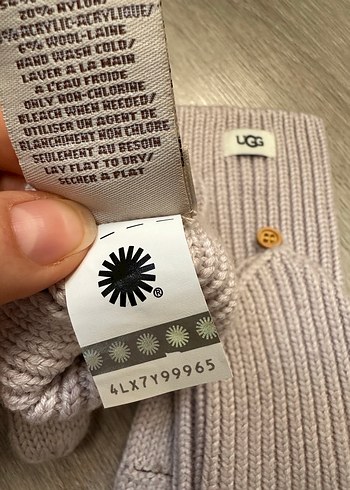 20% NYLON
% ACRYLIC-ACRYLIQUE/
6% WOOL-LAINE
HAND WASH COLD/
LAVER A LA MAIN
A L'EAU FROIDE
ONLY NON-CHLORINE
BLEACH WHEN NEEDED/
UTILISER UN AGENT DE
BLANCHIMENT NON CHLORE
SEULEMENT AU BESOIN
LAY FLAT TO DRY/
SECHER A PLAT
UGG
®
4LX7Y99965